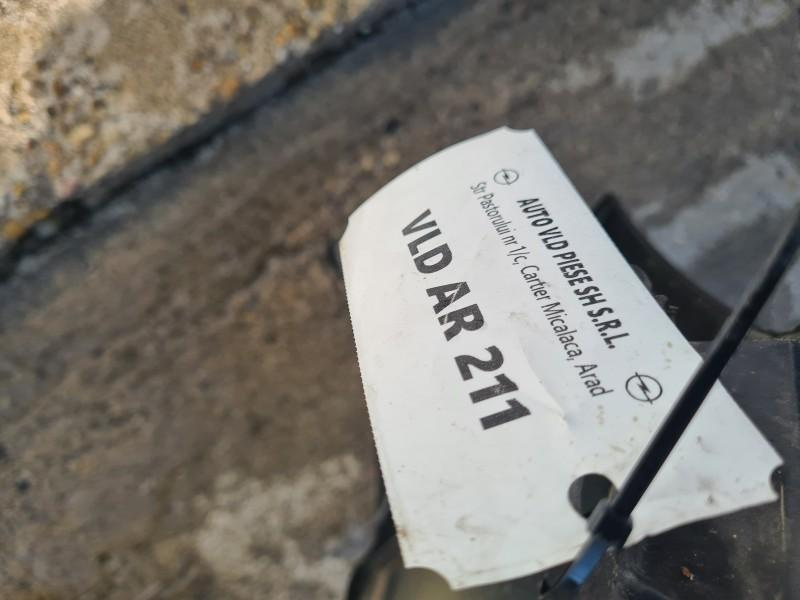 AUTO VLD PIESE SH S.R.L.
Str Pastorului nr 1/c, Cartier Micalaca, Arad
VLD AR 211